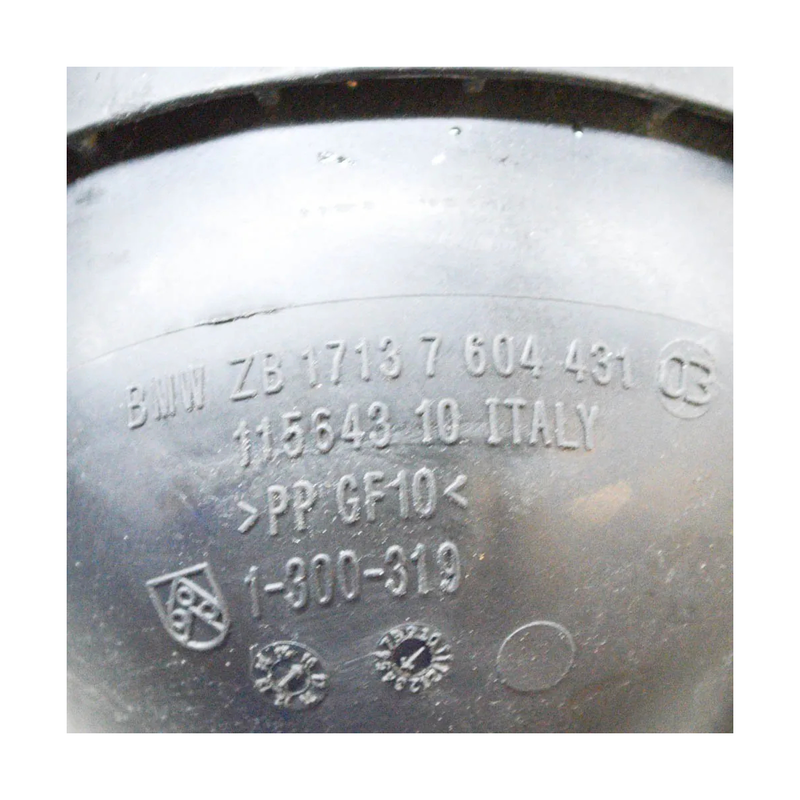 BMW ZB 1713 7 604 431 03
115643 10 ITALY
>PP GF10<
1-300-319